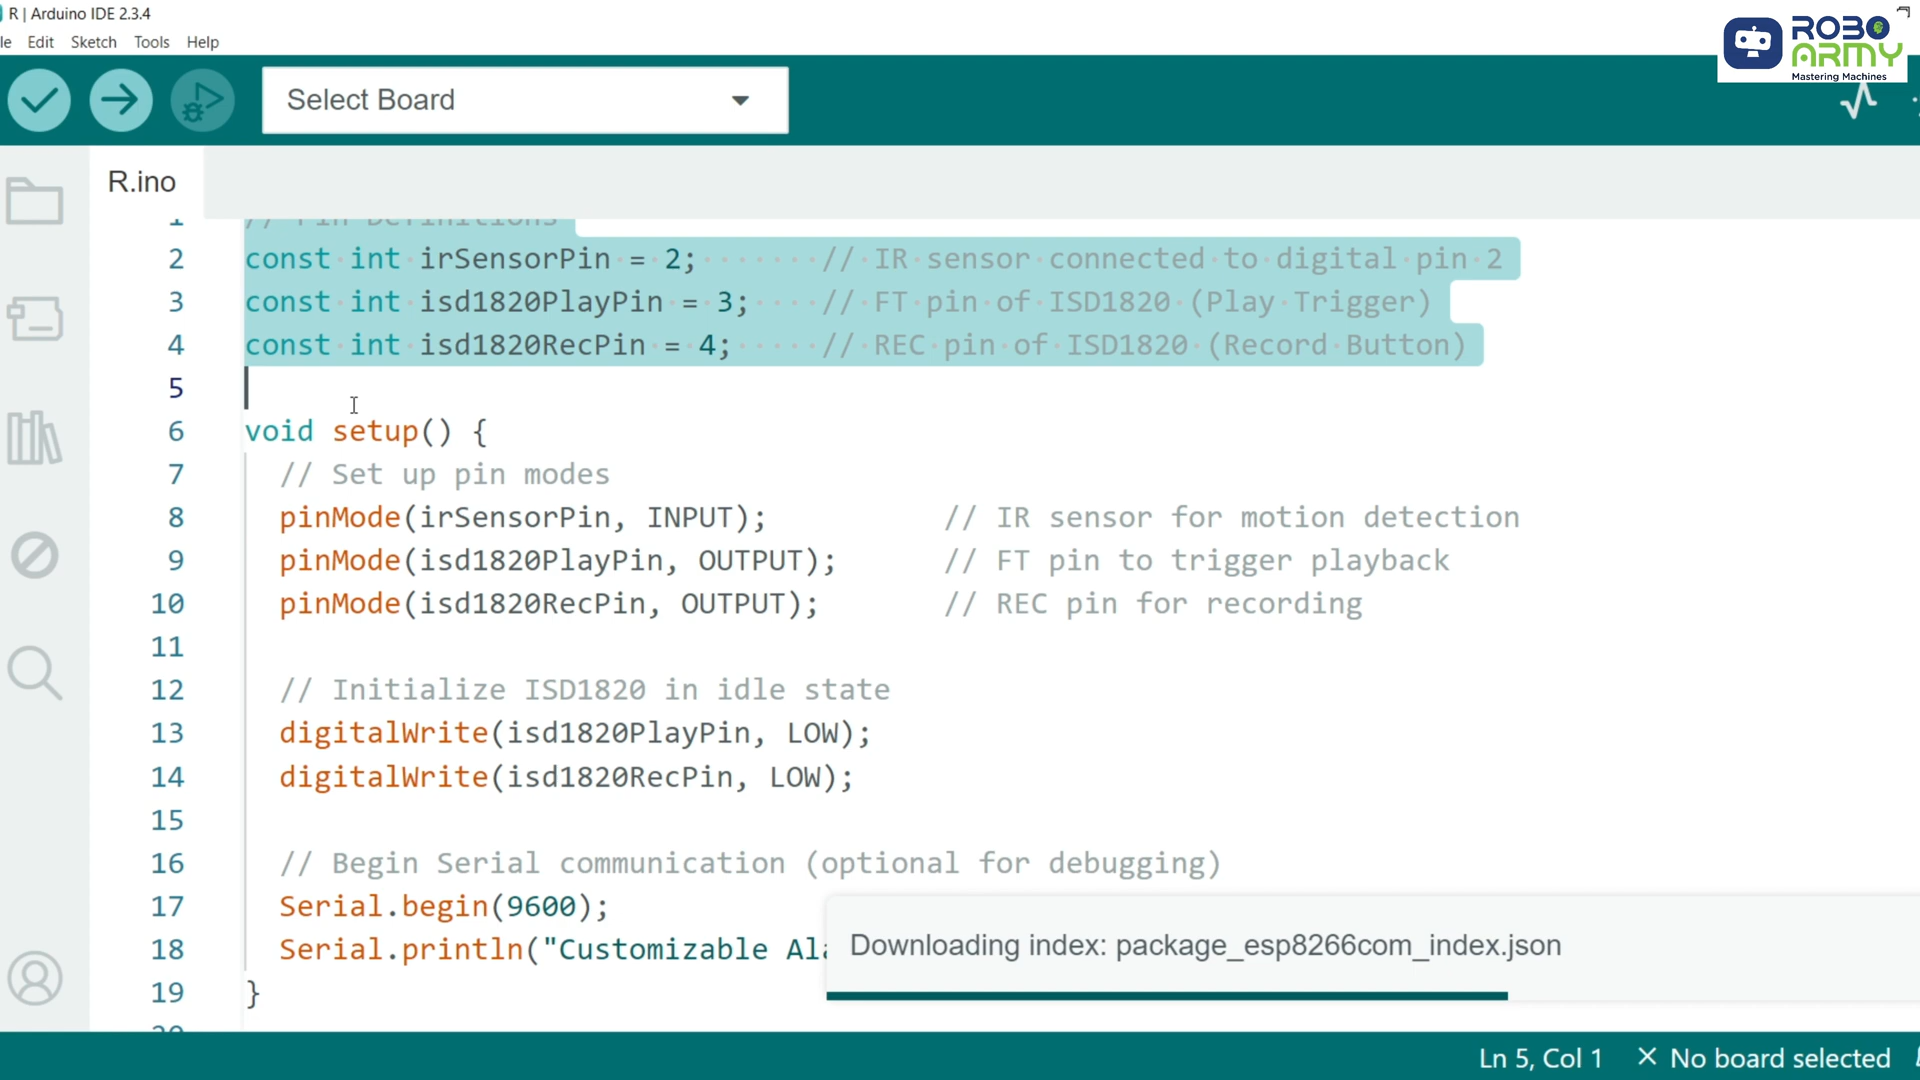 R | Arduino IDE 2.3.4
le Edit Sketch Tools Help
ROBO
ARMY
Mastering Machines
Select Board
R.ino
1 // Pin Definitions
2 const int irSensorPin = 2; // IR sensor connected to digital pin 2
3 const int isd1820PlayPin = 3; // FT pin of ISD1820 (Play Trigger)
4 const int isd1820RecPin = 4; // REC pin of ISD1820 (Record Button)
5
6 void setup() {
7 // Set up pin modes
8 pinMode(irSensorPin, INPUT); // IR sensor for motion detection
9 pinMode(isd1820PlayPin, OUTPUT); // FT pin to trigger playback
10 pinMode(isd1820RecPin, OUTPUT); // REC pin for recording
11
12 // Initialize ISD1820 in idle state
13 digitalWrite(isd1820PlayPin, LOW);
14 digitalWrite(isd1820RecPin, LOW);
15
16 // Begin Serial communication (optional for debugging)
17 Serial.begin(9600);
18 Serial.println("Customizable Ala
Downloading index: package_esp8266com_index.json
19 }
20
Ln 5, Col 1 × No board selected